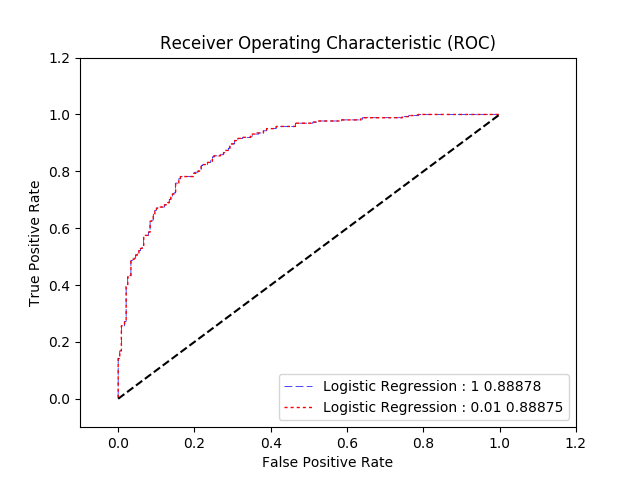 Receiver Operating Characteristic (ROC)
1.2
1.0
0.8
0.6
0.4
0.2
0.0
True Positive Rate
Logistic Regression : 1 0.88878
Logistic Regression : 0.01 0.88875
0.0 0.2 0.4 0.6 0.8 1.0 1.2
False Positive Rate